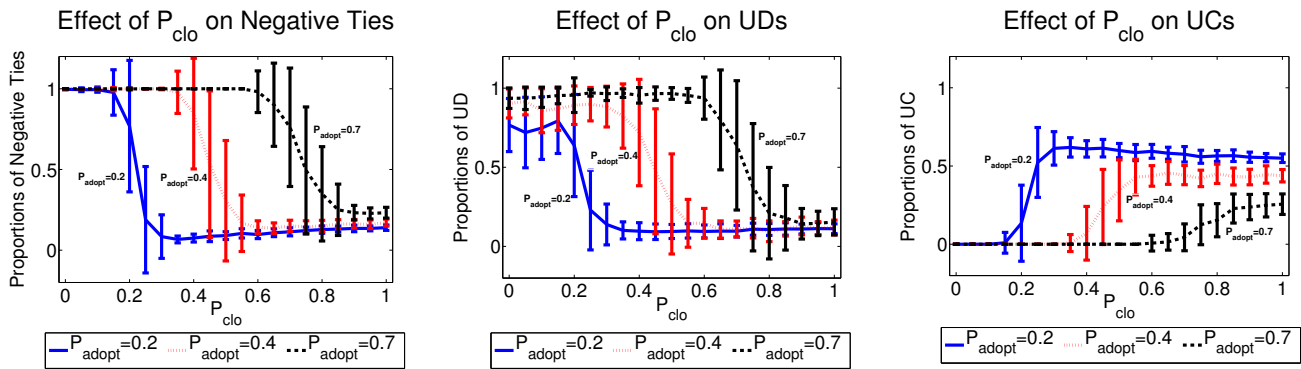 Effect of P_clo on Negative Ties
Proportions of Negative Ties
1
0.5
0
P_adopt=0.2
P_adopt=0.4
P_adopt=0.7
0 0.2 0.4 0.6 0.8 1
P_clo
P_adopt=0.2 P_adopt=0.4 P_adopt=0.7
Effect of P_clo on UDs
Proportions of UD
1
0.5
0
P_adopt=0.2
P_adopt=0.4
P_adopt=0.7
0 0.2 0.4 0.6 0.8 1
P_clo
P_adopt=0.2 P_adopt=0.4 P_adopt=0.7
Effect of P_clo on UCs
Proportions of UC
1
0.5
0
P_adopt=0.2
P_adopt=0.4
P_adopt=0.7
0 0.2 0.4 0.6 0.8 1
P_clo
P_adopt=0.2 P_adopt=0.4 P_adopt=0.7